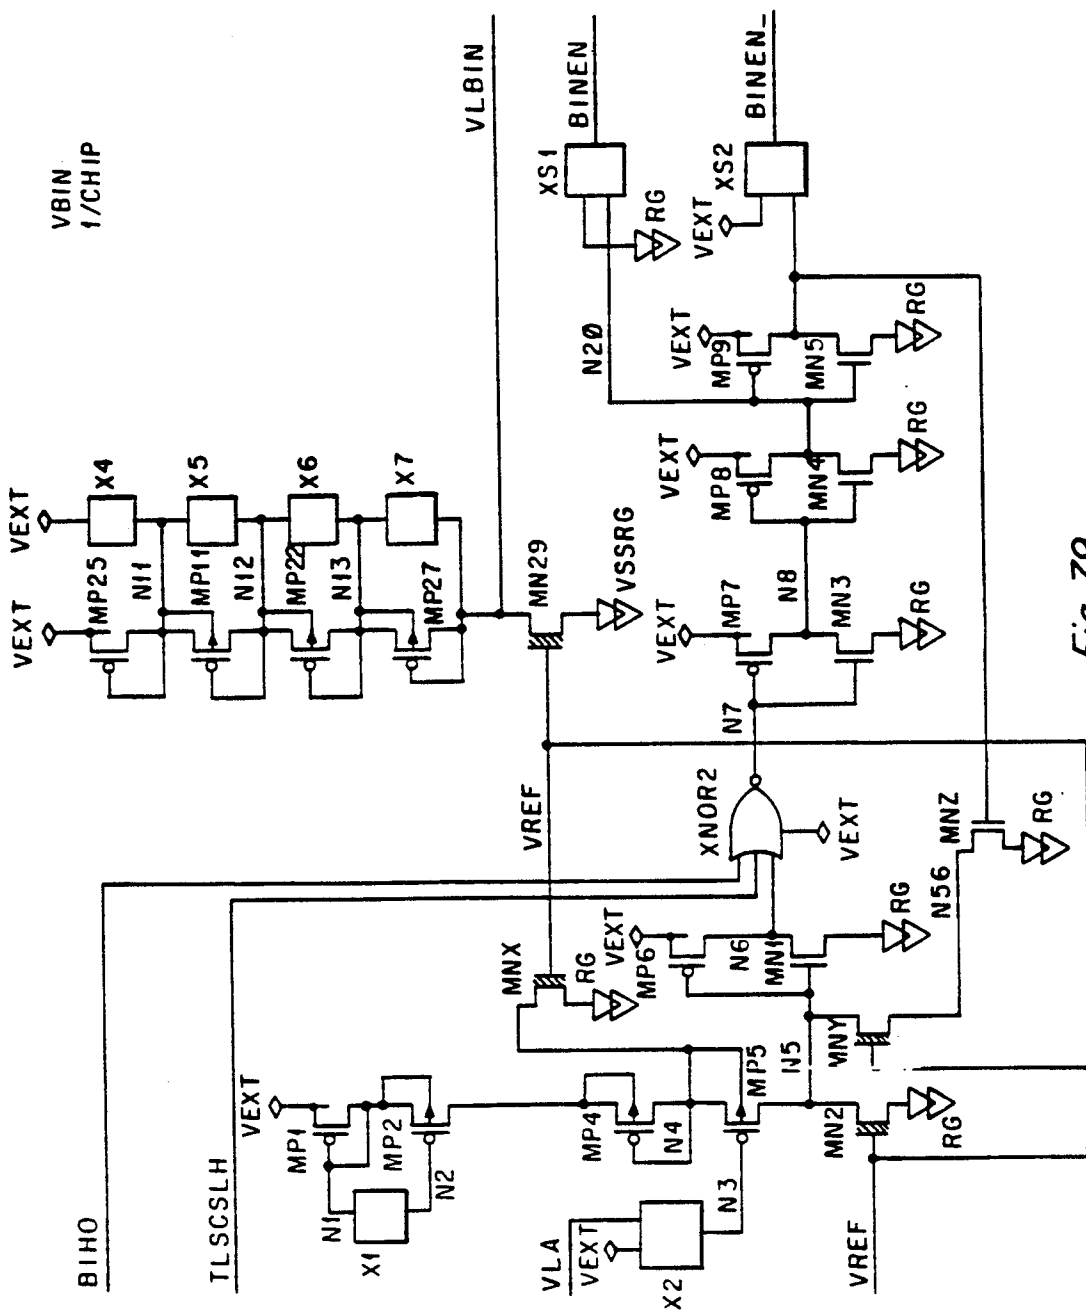 VBIN
1/CHIP
VLBIN
BINEN
BINEN_
XS1
RG
XS2
VEXT
N20
VEXT
MP9
MN5
RG
VEXT
MP8
MN4
RG
VEXT
MP7
N8
MN3
RG
N7
VEXT
X4
X5
X6
X7
VEXT
MP25
N11
MP11
N12
MP22
N13
MP27
MN29
VSSRG
VREF
XNOR2
VEXT
MNZ
RG
N56
MNX
RG
VEXT
MP6
N6
MN1
RG
MNY
N5
VEXT
MP1
MP2
N1
N2
X1
MP4
N4
MP5
N3
MN2
RG
BIHO
TLSCSLH
VLA
VEXT
X2
VREF